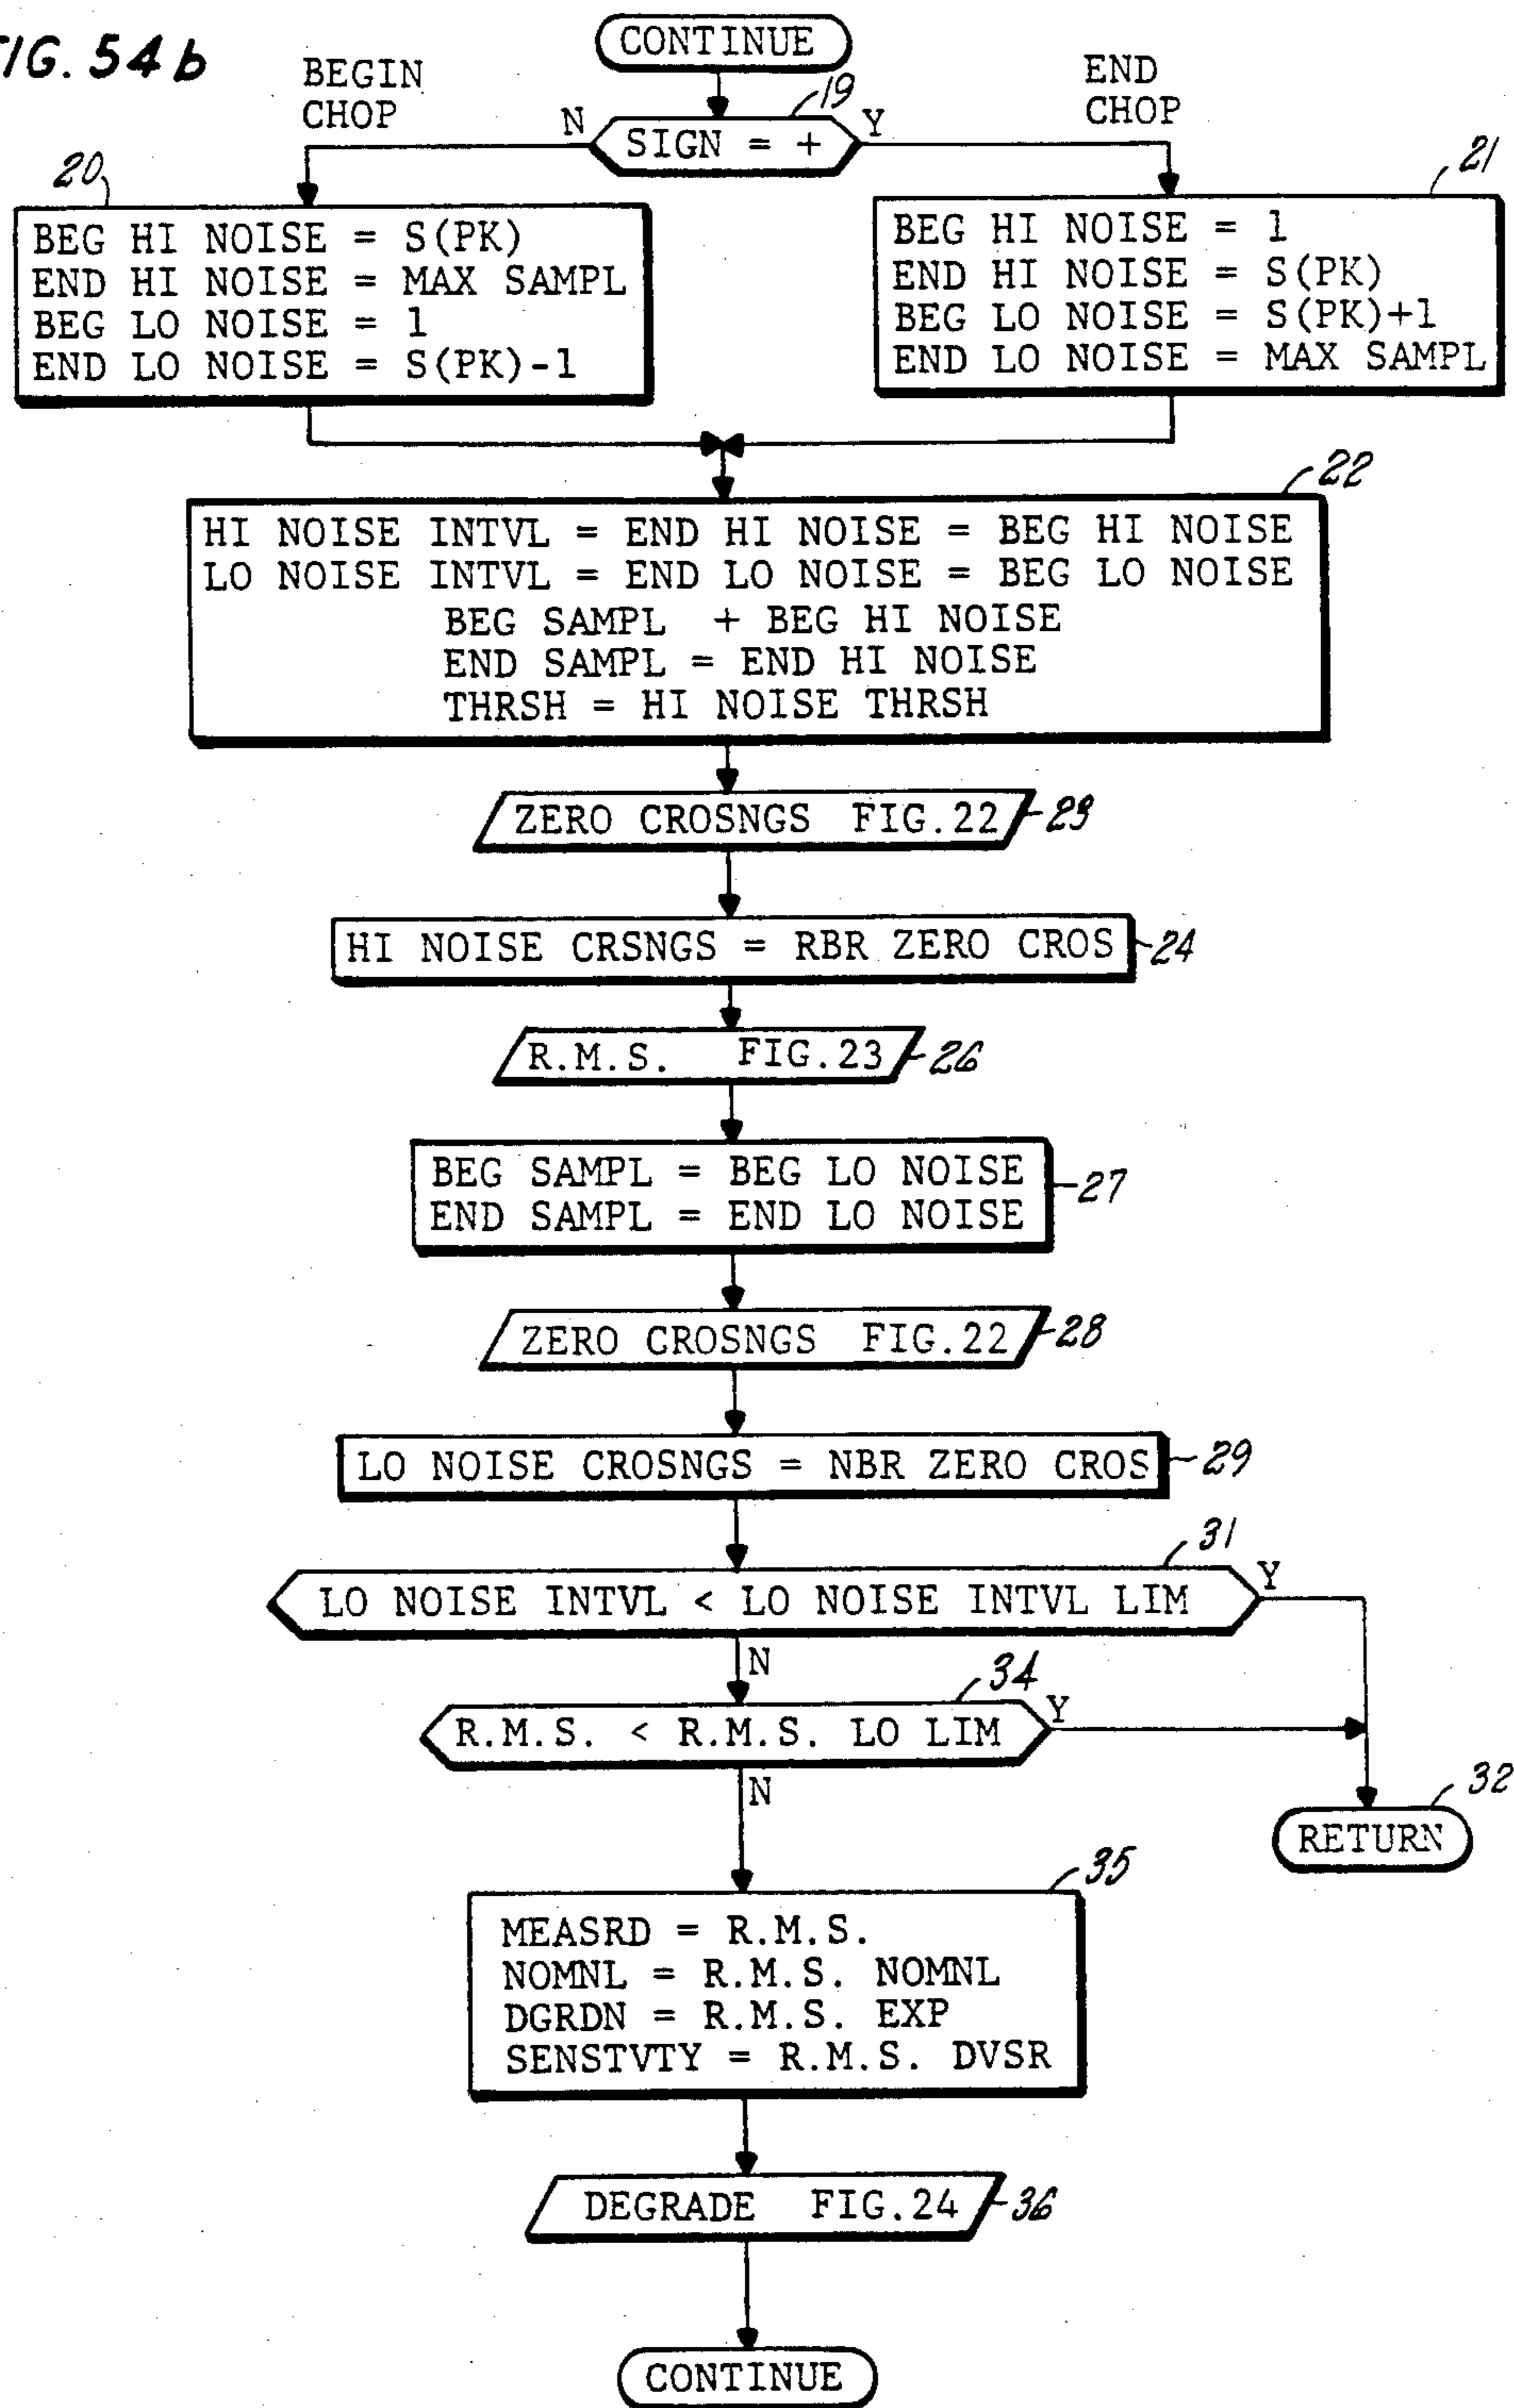 FIG. 54b
CONTINUE
BEGIN
CHOP
END
CHOP
19
N
SIGN = +
Y
20
BEG HI NOISE = S(PK)
END HI NOISE = MAX SAMPL
BEG LO NOISE = 1
END LO NOISE = S(PK)-1
21
BEG HI NOISE = 1
END HI NOISE = S(PK)
BEG LO NOISE = S(PK)+1
END LO NOISE = MAX SAMPL
22
HI NOISE INTVL = END HI NOISE = BEG HI NOISE
LO NOISE INTVL = END LO NOISE = BEG LO NOISE
BEG SAMPL + BEG HI NOISE
END SAMPL = END HI NOISE
THRSH = HI NOISE THRSH
ZERO CROSNGS FIG.22
23
HI NOISE CRSNGS = RBR ZERO CROS
24
R.M.S. FIG.23
26
BEG SAMPL = BEG LO NOISE
END SAMPL = END LO NOISE
27
ZERO CROSNGS FIG.22
28
LO NOISE CROSNGS = NBR ZERO CROS
29
31
LO NOISE INTVL < LO NOISE INTVL LIM
Y
N
34
R.M.S. < R.M.S. LO LIM
Y
N
32
RETURN
35
MEASRD = R.M.S.
NOMNL = R.M.S. NOMNL
DGRDN = R.M.S. EXP
SENSTVTY = R.M.S. DVSR
DEGRADE FIG.24
36
CONTINUE